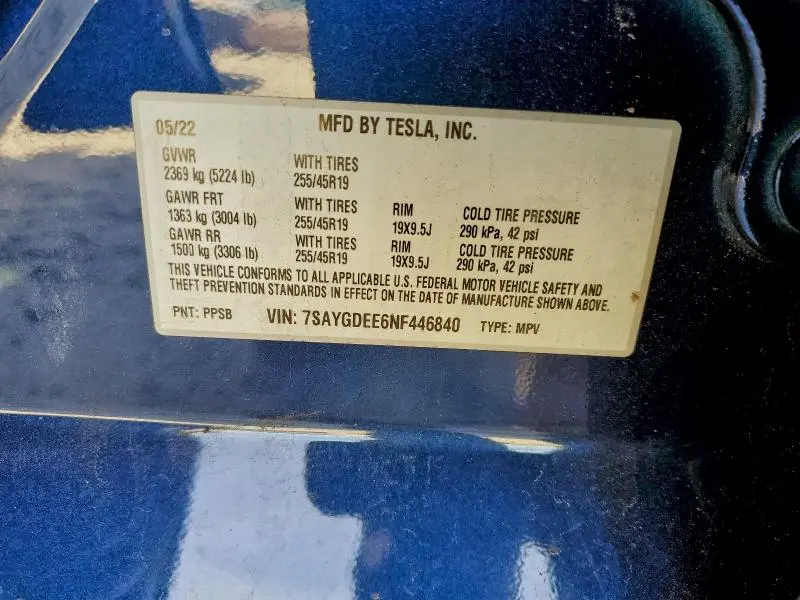 05/22 MFD BY TESLA, INC.
GVWR WITH TIRES
2369 kg (5224 lb) 255/45R19
GAWR FRT WITH TIRES RIM COLD TIRE PRESSURE
1363 kg (3004 lb) 255/45R19 19X9.5J 290 kPa, 42 psi
GAWR RR WITH TIRES RIM COLD TIRE PRESSURE
1500 kg (3306 lb) 255/45R19 19X9.5J 290 kPa, 42 psi
THIS VEHICLE CONFORMS TO ALL APPLICABLE U.S. FEDERAL MOTOR VEHICLE SAFETY AND
THEFT PREVENTION STANDARDS IN EFFECT ON THE DATE OF MANUFACTURE SHOWN ABOVE.
PNT: PPSB VIN: 7SAYGDEE6NF446840 TYPE: MPV